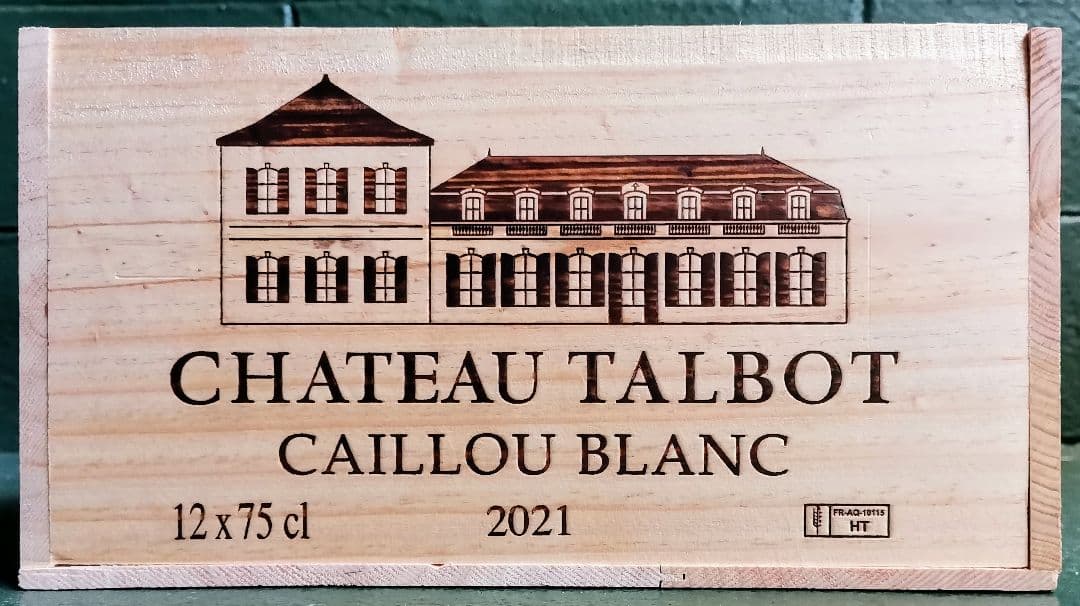 CHATEAU TALBOT
CAILLOU BLANC
12 x 75 cl
2021
FR-AQ-10115
HT